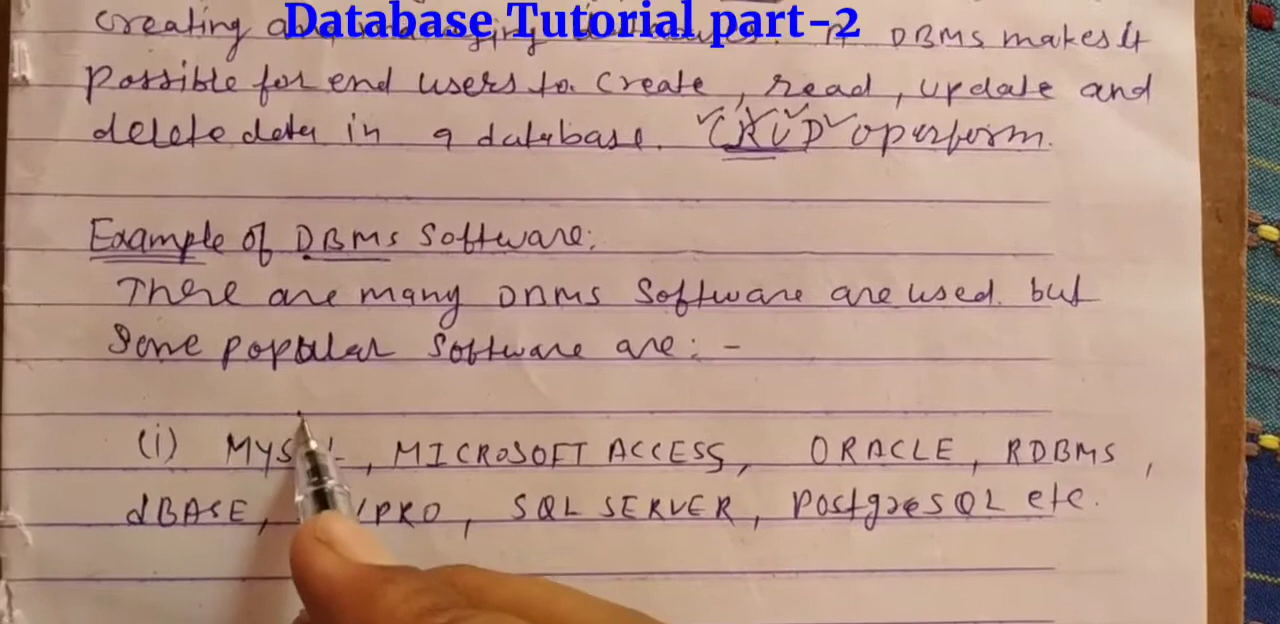 Database Tutorial part-2
creating DBMS makes it
possible for end users to create, read, update and
delete data in a database. CRUD operform.
Example of DBMS Software:
There are many DBMS Software are used but
Some popular Software are: -
(i) MICROSOFT ACCESS, ORACLE, RDBMS,
dBASE, SQL SERVER, PostgreSQL etc.